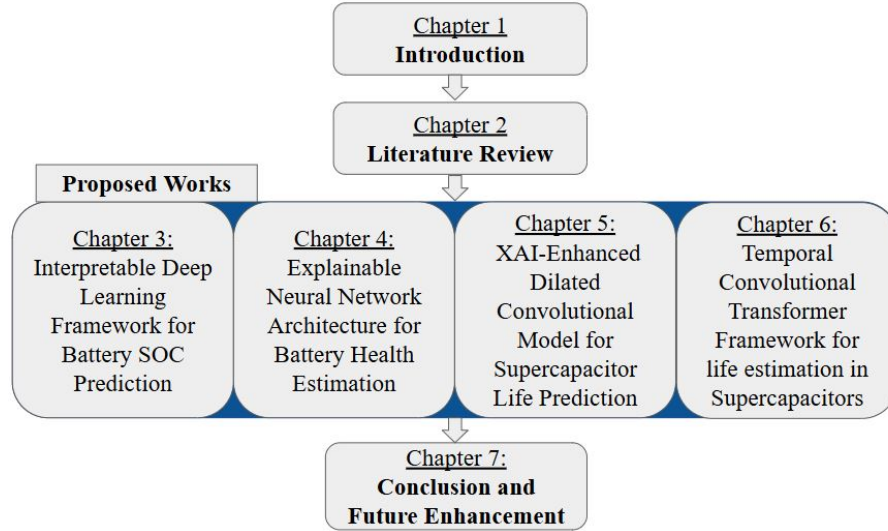 Chapter 1
Introduction
Chapter 2
Literature Review
Proposed Works
Chapter 3:
Interpretable Deep
Learning
Framework for
Battery SOC
Prediction
Chapter 4:
Explainable
Neural Network
Architecture for
Battery Health
Estimation
Chapter 5:
XAI-Enhanced
Dilated
Convolutional
Model for
Supercapacitor
Life Prediction
Chapter 6:
Temporal
Convolutional
Transformer
Framework for
life estimation in
Supercapacitors
Chapter 7:
Conclusion and
Future Enhancement